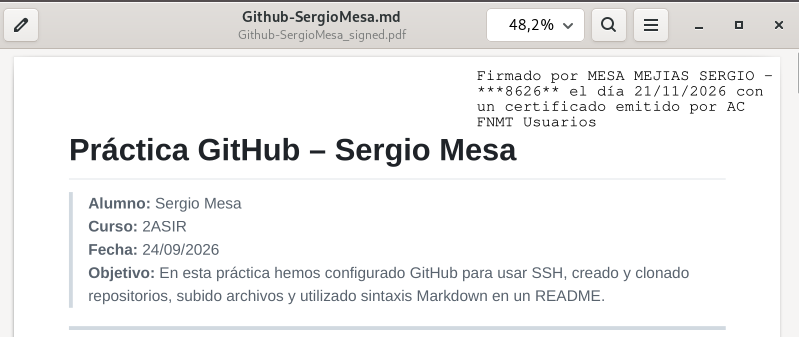 Github-SergioMesa.md
Github-SergioMesa_signed.pdf
48,2%
Firmado por MESA MEJIAS SERGIO -
***8626** el día 21/11/2026 con
un certificado emitido por AC
FNMT Usuarios
Práctica GitHub – Sergio Mesa
Alumno: Sergio Mesa
Curso: 2ASIR
Fecha: 24/09/2026
Objetivo: En esta práctica hemos configurado GitHub para usar SSH, creado y clonado
repositorios, subido archivos y utilizado sintaxis Markdown en un README.